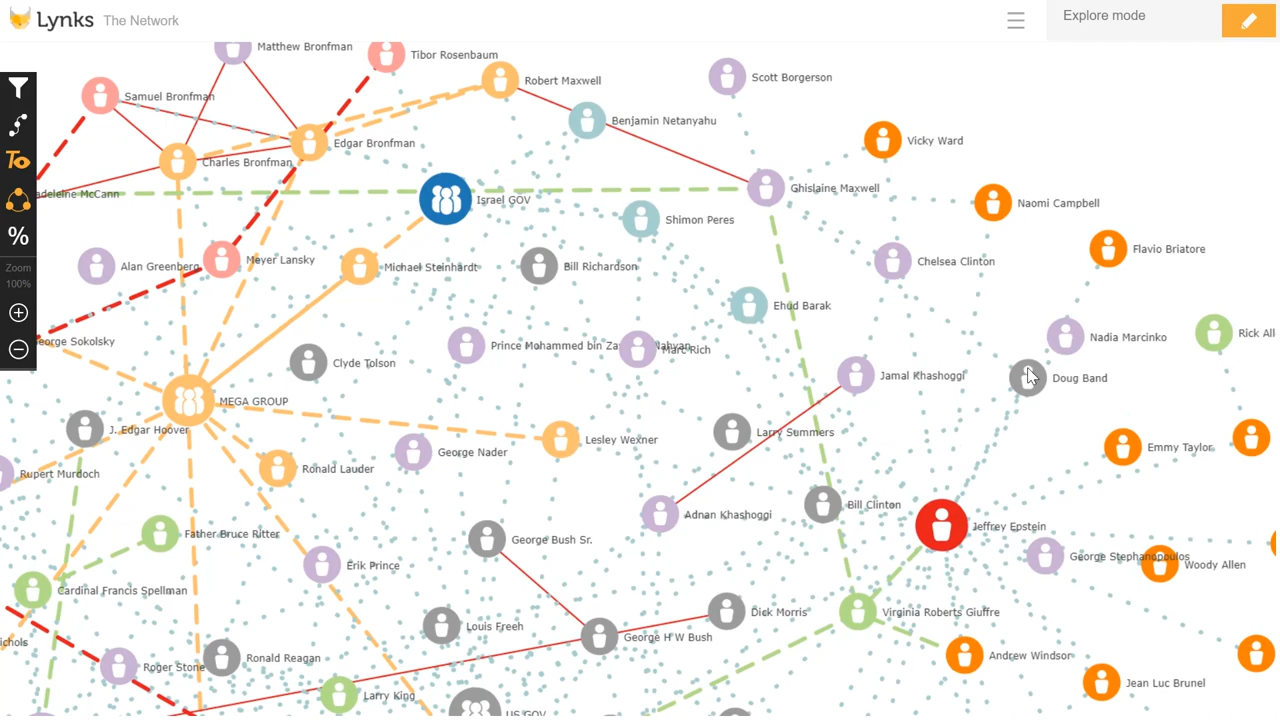 Lynks The Network
Explore mode
Matthew Bronfman
Tibor Rosenbaum
Robert Maxwell
Scott Borgerson
Samuel Bronfman
Benjamin Netanyahu
Edgar Bronfman
Vicky Ward
Charles Bronfman
adeleine McCann
Israel GOV
Ghislaine Maxwell
Naomi Campbell
Shimon Peres
Flavio Briatore
Alan Greenberg
Meyer Lansky
Michael Steinhardt
Bill Richardson
Chelsea Clinton
Zoom
100%
Ehud Barak
eorge Sokolsky
Prince Mohammed bin Za
Nahyan
Marc Rich
Nadia Marcinko
Rick All
Clyde Tolson
Jamal Khashoggi
Doug Band
MEGA GROUP
J. Edgar Hoover
Lesley Wexner
Larry Summers
Emmy Taylor
George Nader
Rupert Murdoch
Ronald Lauder
Adnan Khashoggi
Bill Clinton
Jeffrey Epstein
Father Bruce Ritter
George Bush Sr.
George Stephanopoulos
Woody Allen
Erik Prince
Cardinal Francis Spellman
Virginia Roberts Giuffre
Dick Morris
Louis Freeh
George H W Bush
ichols
Andrew Windsor
Roger Stone
Ronald Reagan
Jean Luc Brunel
Larry King
US GOV